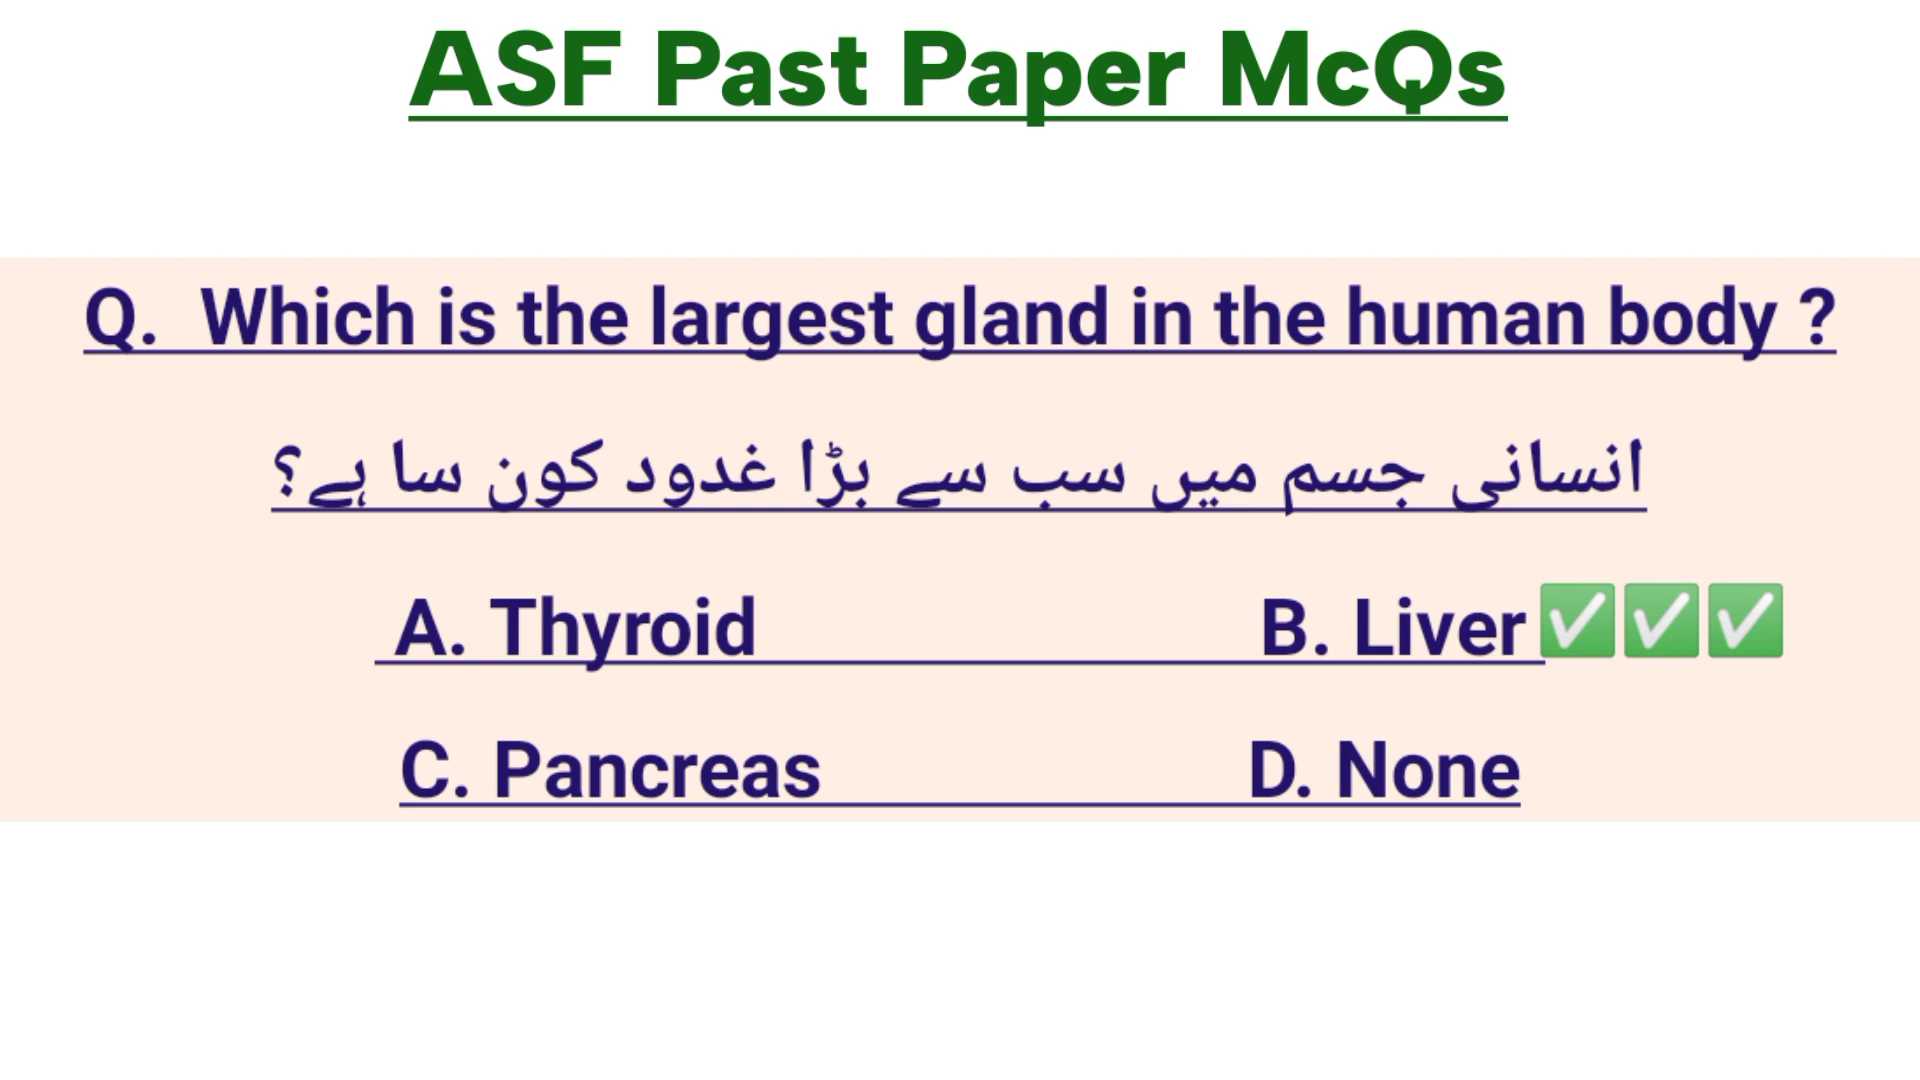 ASF Past Paper McQs
Q. Which is the largest gland in the human body ?
انسانی جسم میں سب سے بڑا غدود کون سا ہے؟
A. Thyroid B. Liver ✅✅✅
C. Pancreas D. None